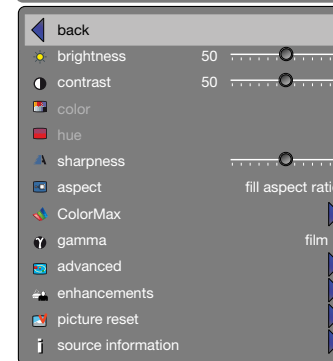 back
brightness 50
contrast 50
color
hue
sharpness
aspect fill aspect rati
ColorMax
gamma film
advanced
enhancements
picture reset
source information